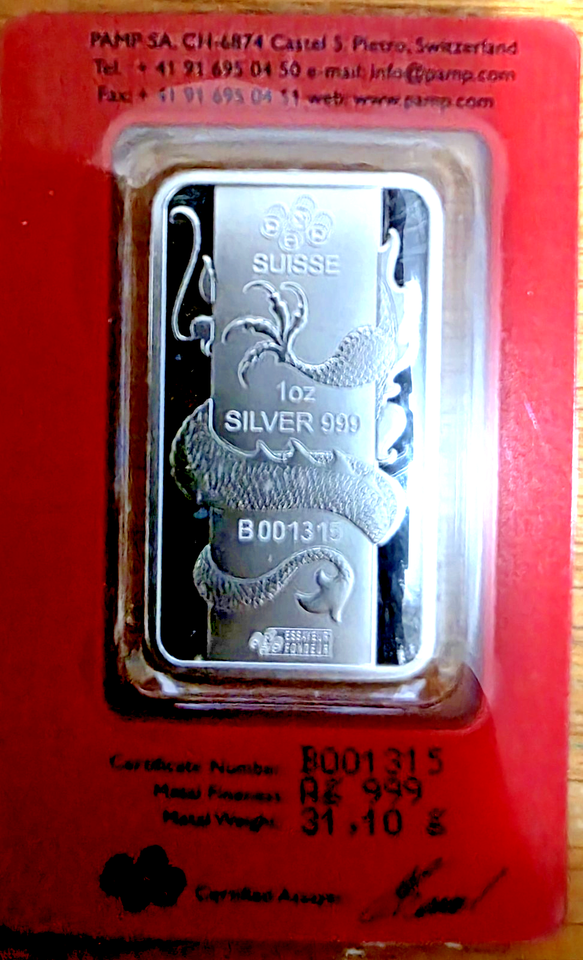 PAMP SA, CH-6874 Castel S. Pietro, Switzerland
Tel. + 41 91 695 04 50 e-mail: info@pamp.com
Fax: + 41 91 695 04 51 web: www.pamp.com
SUISSE
1oz
SILVER 999
B001315
ESSAYEUR
FONDEUR
Certificate Number: B001315
Metal Fineness: Ag 999
Metal Weight: 31.10 g
Certified Assayer